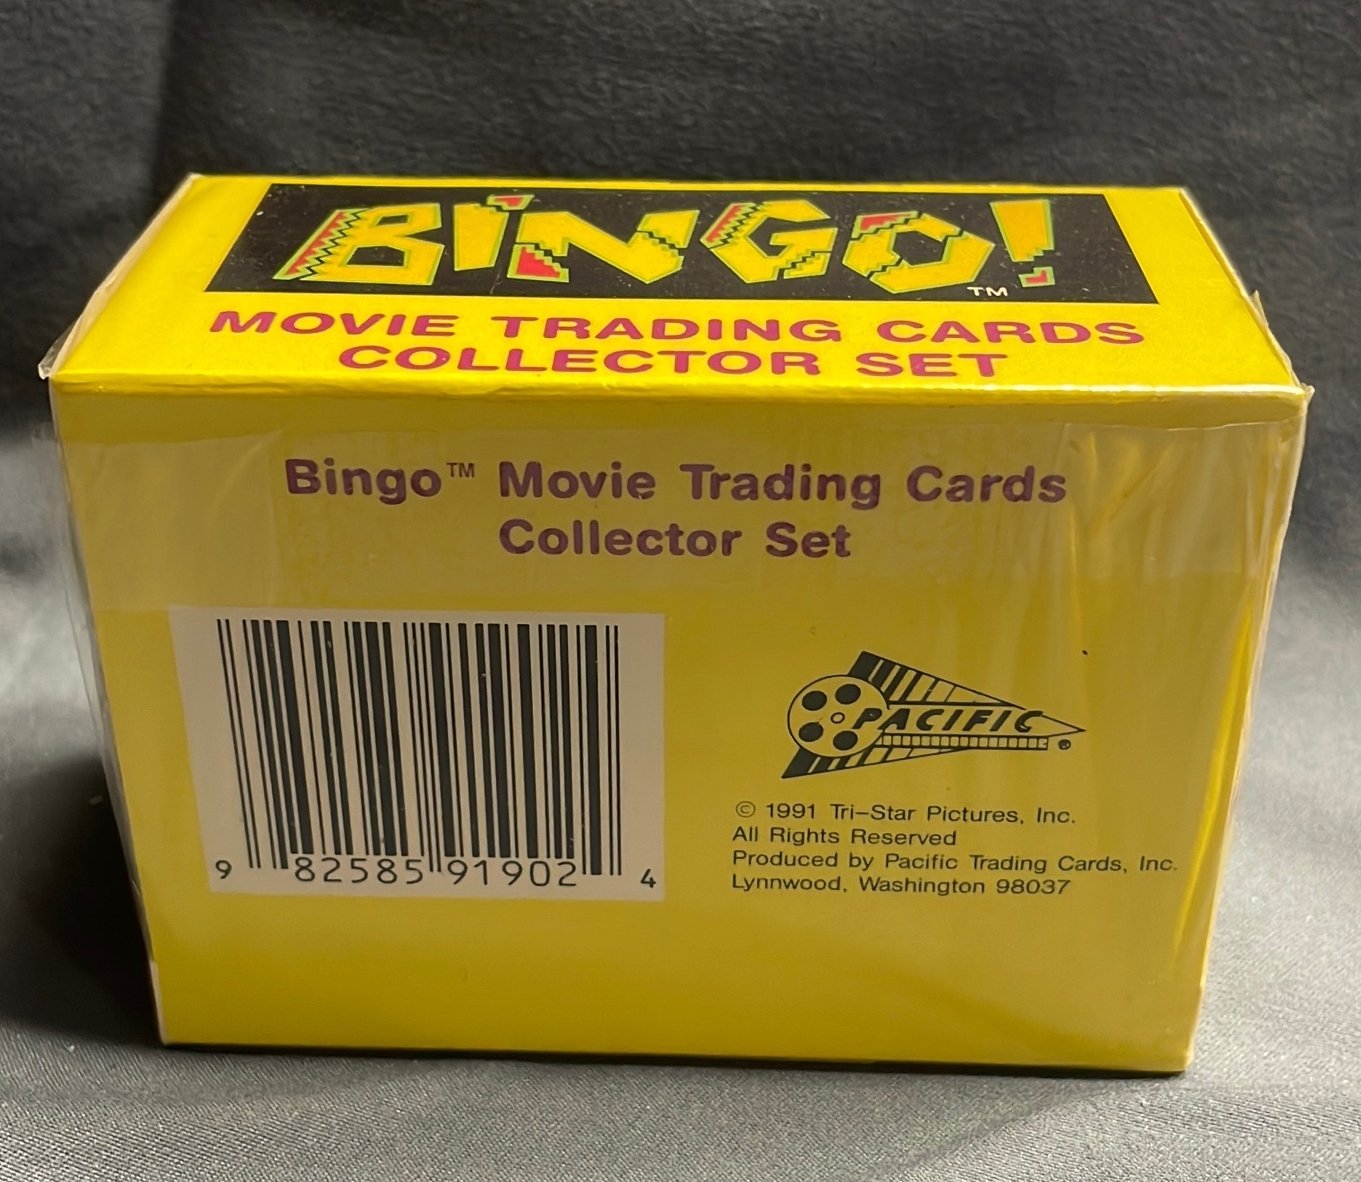 BINGO!™
MOVIE TRADING CARDS
COLLECTOR SET
Bingo™ Movie Trading Cards
Collector Set
9 82585 91902 4
PACIFIC®
© 1991 Tri-Star Pictures, Inc.
All Rights Reserved
Produced by Pacific Trading Cards, Inc.
Lynnwood, Washington 98037